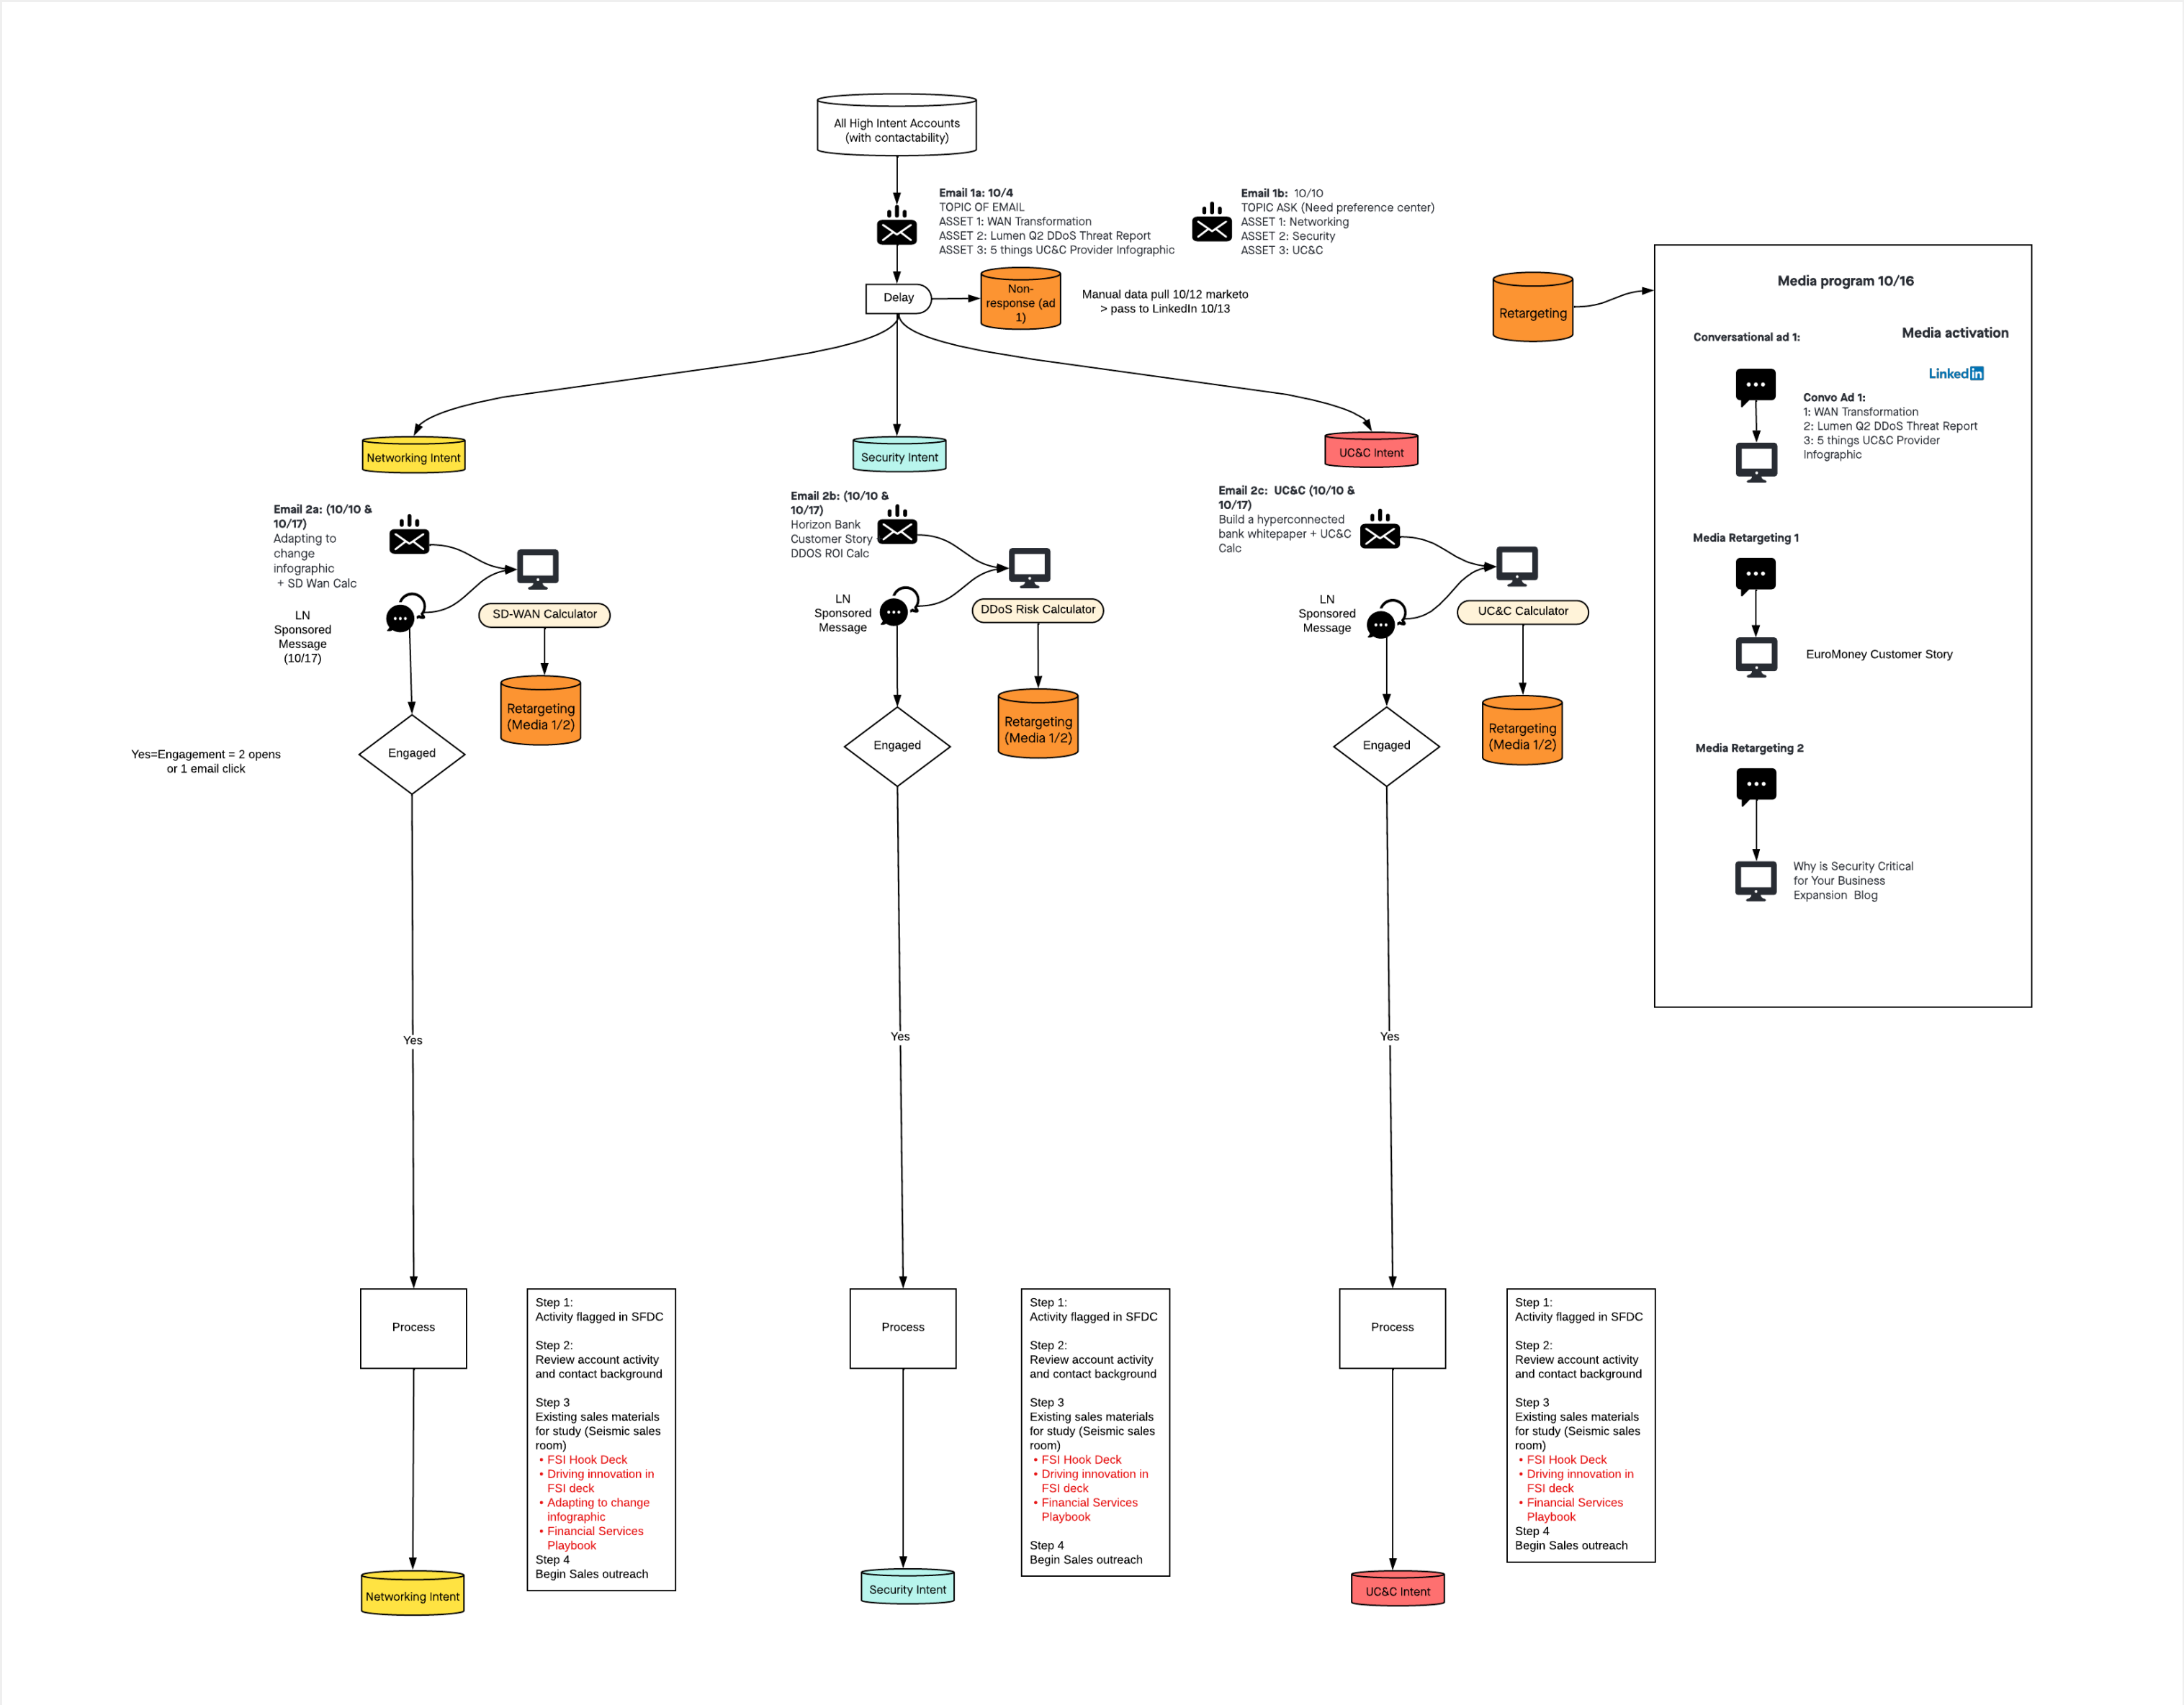 All High Intent Accounts
(with contactability)
Email 1a: 10/4
TOPIC OF EMAIL
ASSET 1: WAN Transformation
ASSET 2: Lumen Q2 DDoS Threat Report
ASSET 3: 5 things UC&C Provider Infographic
Email 1b: 10/10
TOPIC ASK (Need preference center)
ASSET 1: Networking
ASSET 2: Security
ASSET 3: UC&C
Delay
Non-
response (ad
1)
Manual data pull 10/12 marketo
> pass to LinkedIn 10/13
Retargeting
Media program 10/16
Conversational ad 1:
Media activation
Linked in
Convo Ad 1:
1: WAN Transformation
2: Lumen Q2 DDoS Threat Report
3: 5 things UC&C Provider
Infographic
Media Retargeting 1
EuroMoney Customer Story
Media Retargeting 2
Why is Security Critical
for Your Business
Expansion Blog
Networking Intent
Security Intent
UC&C Intent
Email 2a: (10/10 &
10/17)
Adapting to
change
infographic
+ SD Wan Calc
LN
Sponsored
Message
(10/17)
SD-WAN Calculator
Retargeting
(Media 1/2)
Email 2b: (10/10 &
10/17)
Horizon Bank
Customer Story
DDOS ROI Calc
LN
Sponsored
Message
DDoS Risk Calculator
Retargeting
(Media 1/2)
Email 2c: UC&C (10/10 &
10/17)
Build a hyperconnected
bank whitepaper + UC&C
Calc
LN
Sponsored
Message
UC&C Calculator
Retargeting
(Media 1/2)
Yes=Engagement = 2 opens
or 1 email click
Engaged
Engaged
Engaged
Yes
Yes
Yes
Process
Step 1:
Activity flagged in SFDC
Step 2:
Review account activity
and contact background
Step 3
Existing sales materials
for study (Seismic sales
room)
• FSI Hook Deck
• Driving innovation in
FSI deck
• Adapting to change
infographic
• Financial Services
Playbook
Step 4
Begin Sales outreach
Process
Step 1:
Activity flagged in SFDC
Step 2:
Review account activity
and contact background
Step 3
Existing sales materials
for study (Seismic sales
room)
• FSI Hook Deck
• Driving innovation in
FSI deck
• Financial Services
Playbook
Step 4
Begin Sales outreach
Process
Step 1:
Activity flagged in SFDC
Step 2:
Review account activity
and contact background
Step 3
Existing sales materials
for study (Seismic sales
room)
• FSI Hook Deck
• Driving innovation in
FSI deck
• Financial Services
Playbook
Step 4
Begin Sales outreach
Networking Intent
Security Intent
UC&C Intent